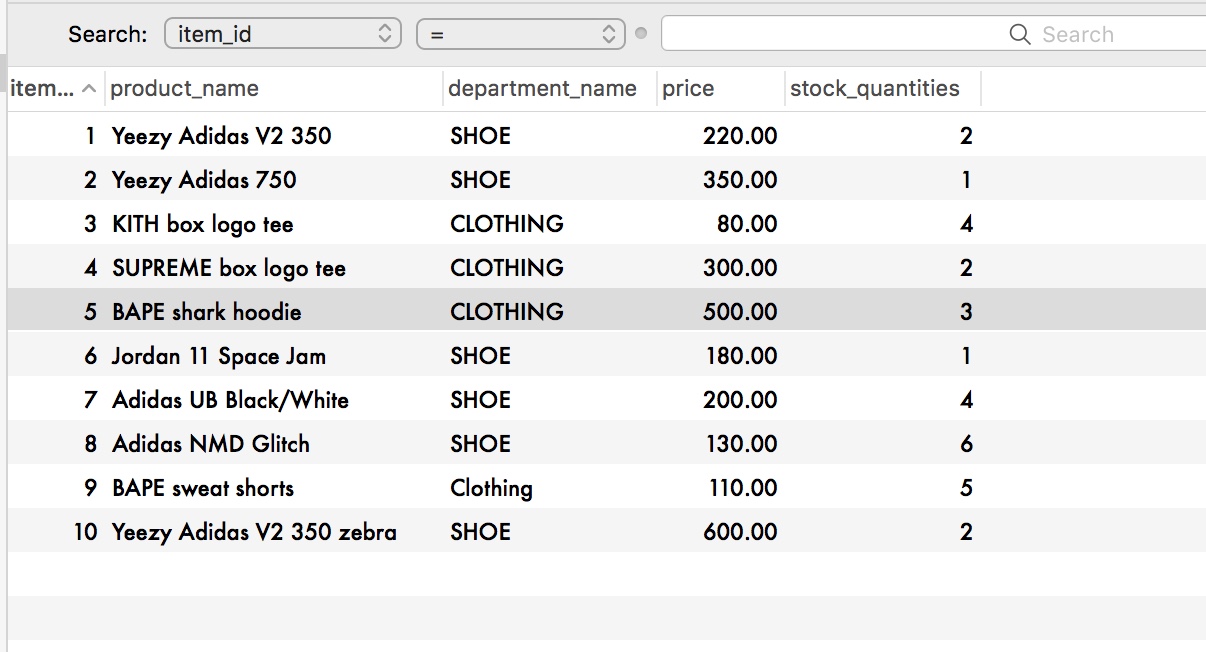 Search: item_id = Search
item... product_name department_name price stock_quantities
1 Yeezy Adidas V2 350 SHOE 220.00 2
2 Yeezy Adidas 750 SHOE 350.00 1
3 KITH box logo tee CLOTHING 80.00 4
4 SUPREME box logo tee CLOTHING 300.00 2
5 BAPE shark hoodie CLOTHING 500.00 3
6 Jordan 11 Space Jam SHOE 180.00 1
7 Adidas UB Black/White SHOE 200.00 4
8 Adidas NMD Glitch SHOE 130.00 6
9 BAPE sweat shorts Clothing 110.00 5
10 Yeezy Adidas V2 350 zebra SHOE 600.00 2